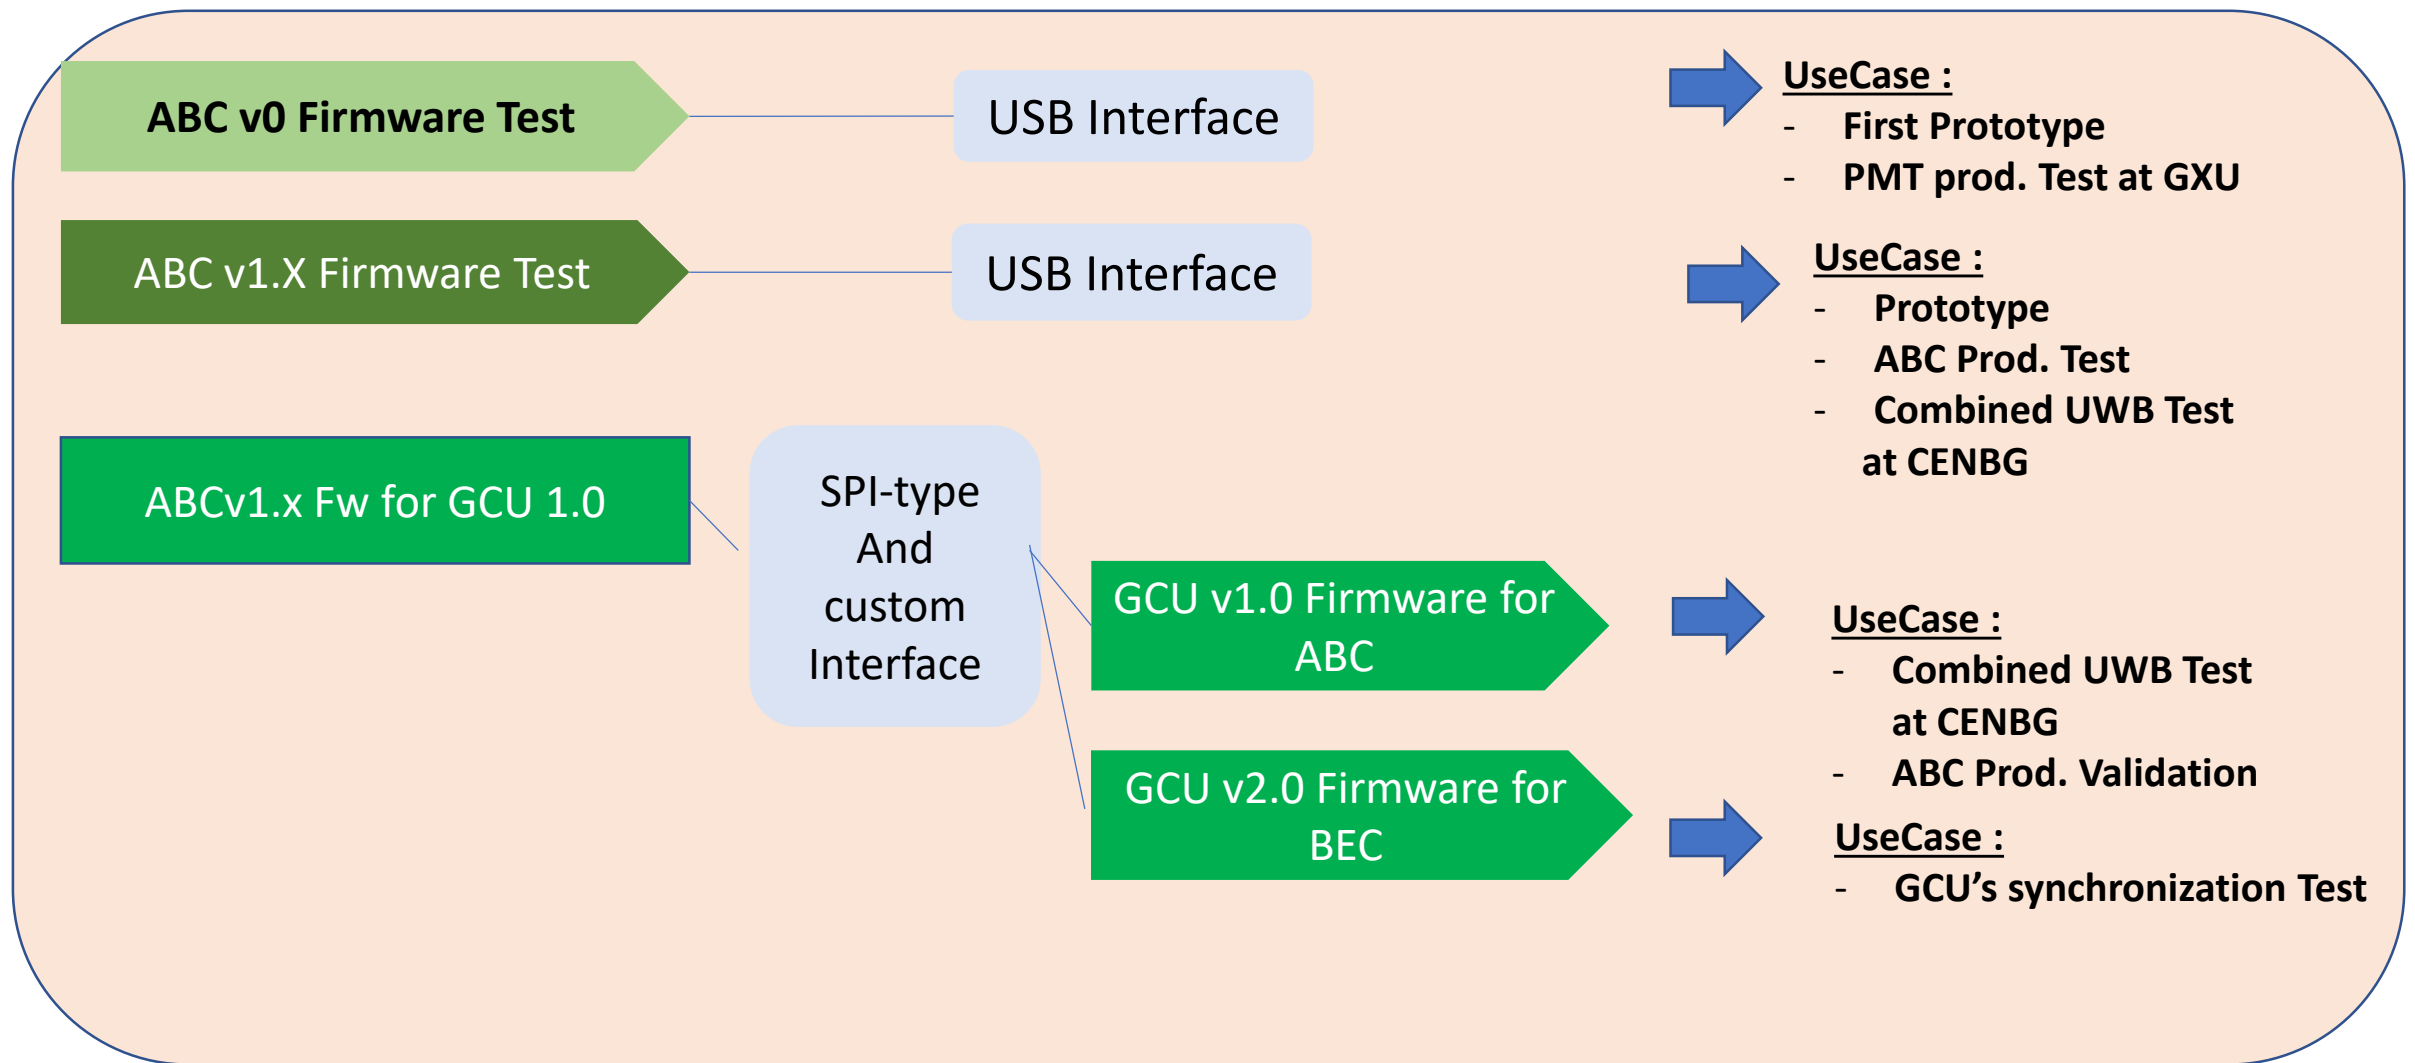 ABC v0 Firmware Test
USB Interface
UseCase :
- First Prototype
- PMT prod. Test at GXU
ABC v1.X Firmware Test
USB Interface
UseCase :
- Prototype
- ABC Prod. Test
- Combined UWB Test
at CENBG
ABCv1.x Fw for GCU 1.0
SPI-type
And
custom
Interface
GCU v1.0 Firmware for
ABC
UseCase :
- Combined UWB Test
at CENBG
- ABC Prod. Validation
GCU v2.0 Firmware for
BEC
UseCase :
- GCU’s synchronization Test